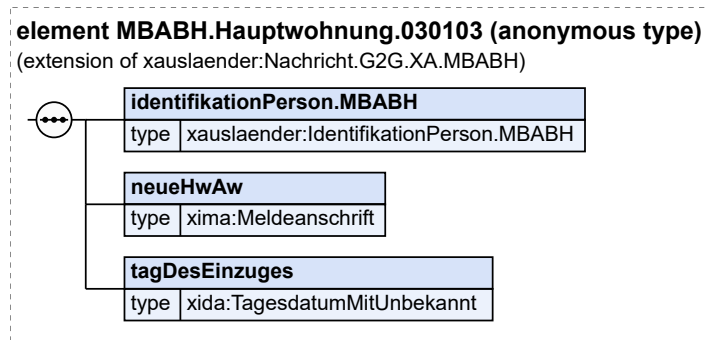 element MBABH.Hauptwohnung.030103 (anonymous type)
(extension of xauslaender:Nachricht.G2G.XA.MBABH)
identifikationPerson.MBABH
type xauslaender:IdentifikationPerson.MBABH
neueHwAw
type xima:Meldeanschrift
tagDesEinzuges
type xida:TagesdatumMitUnbekannt